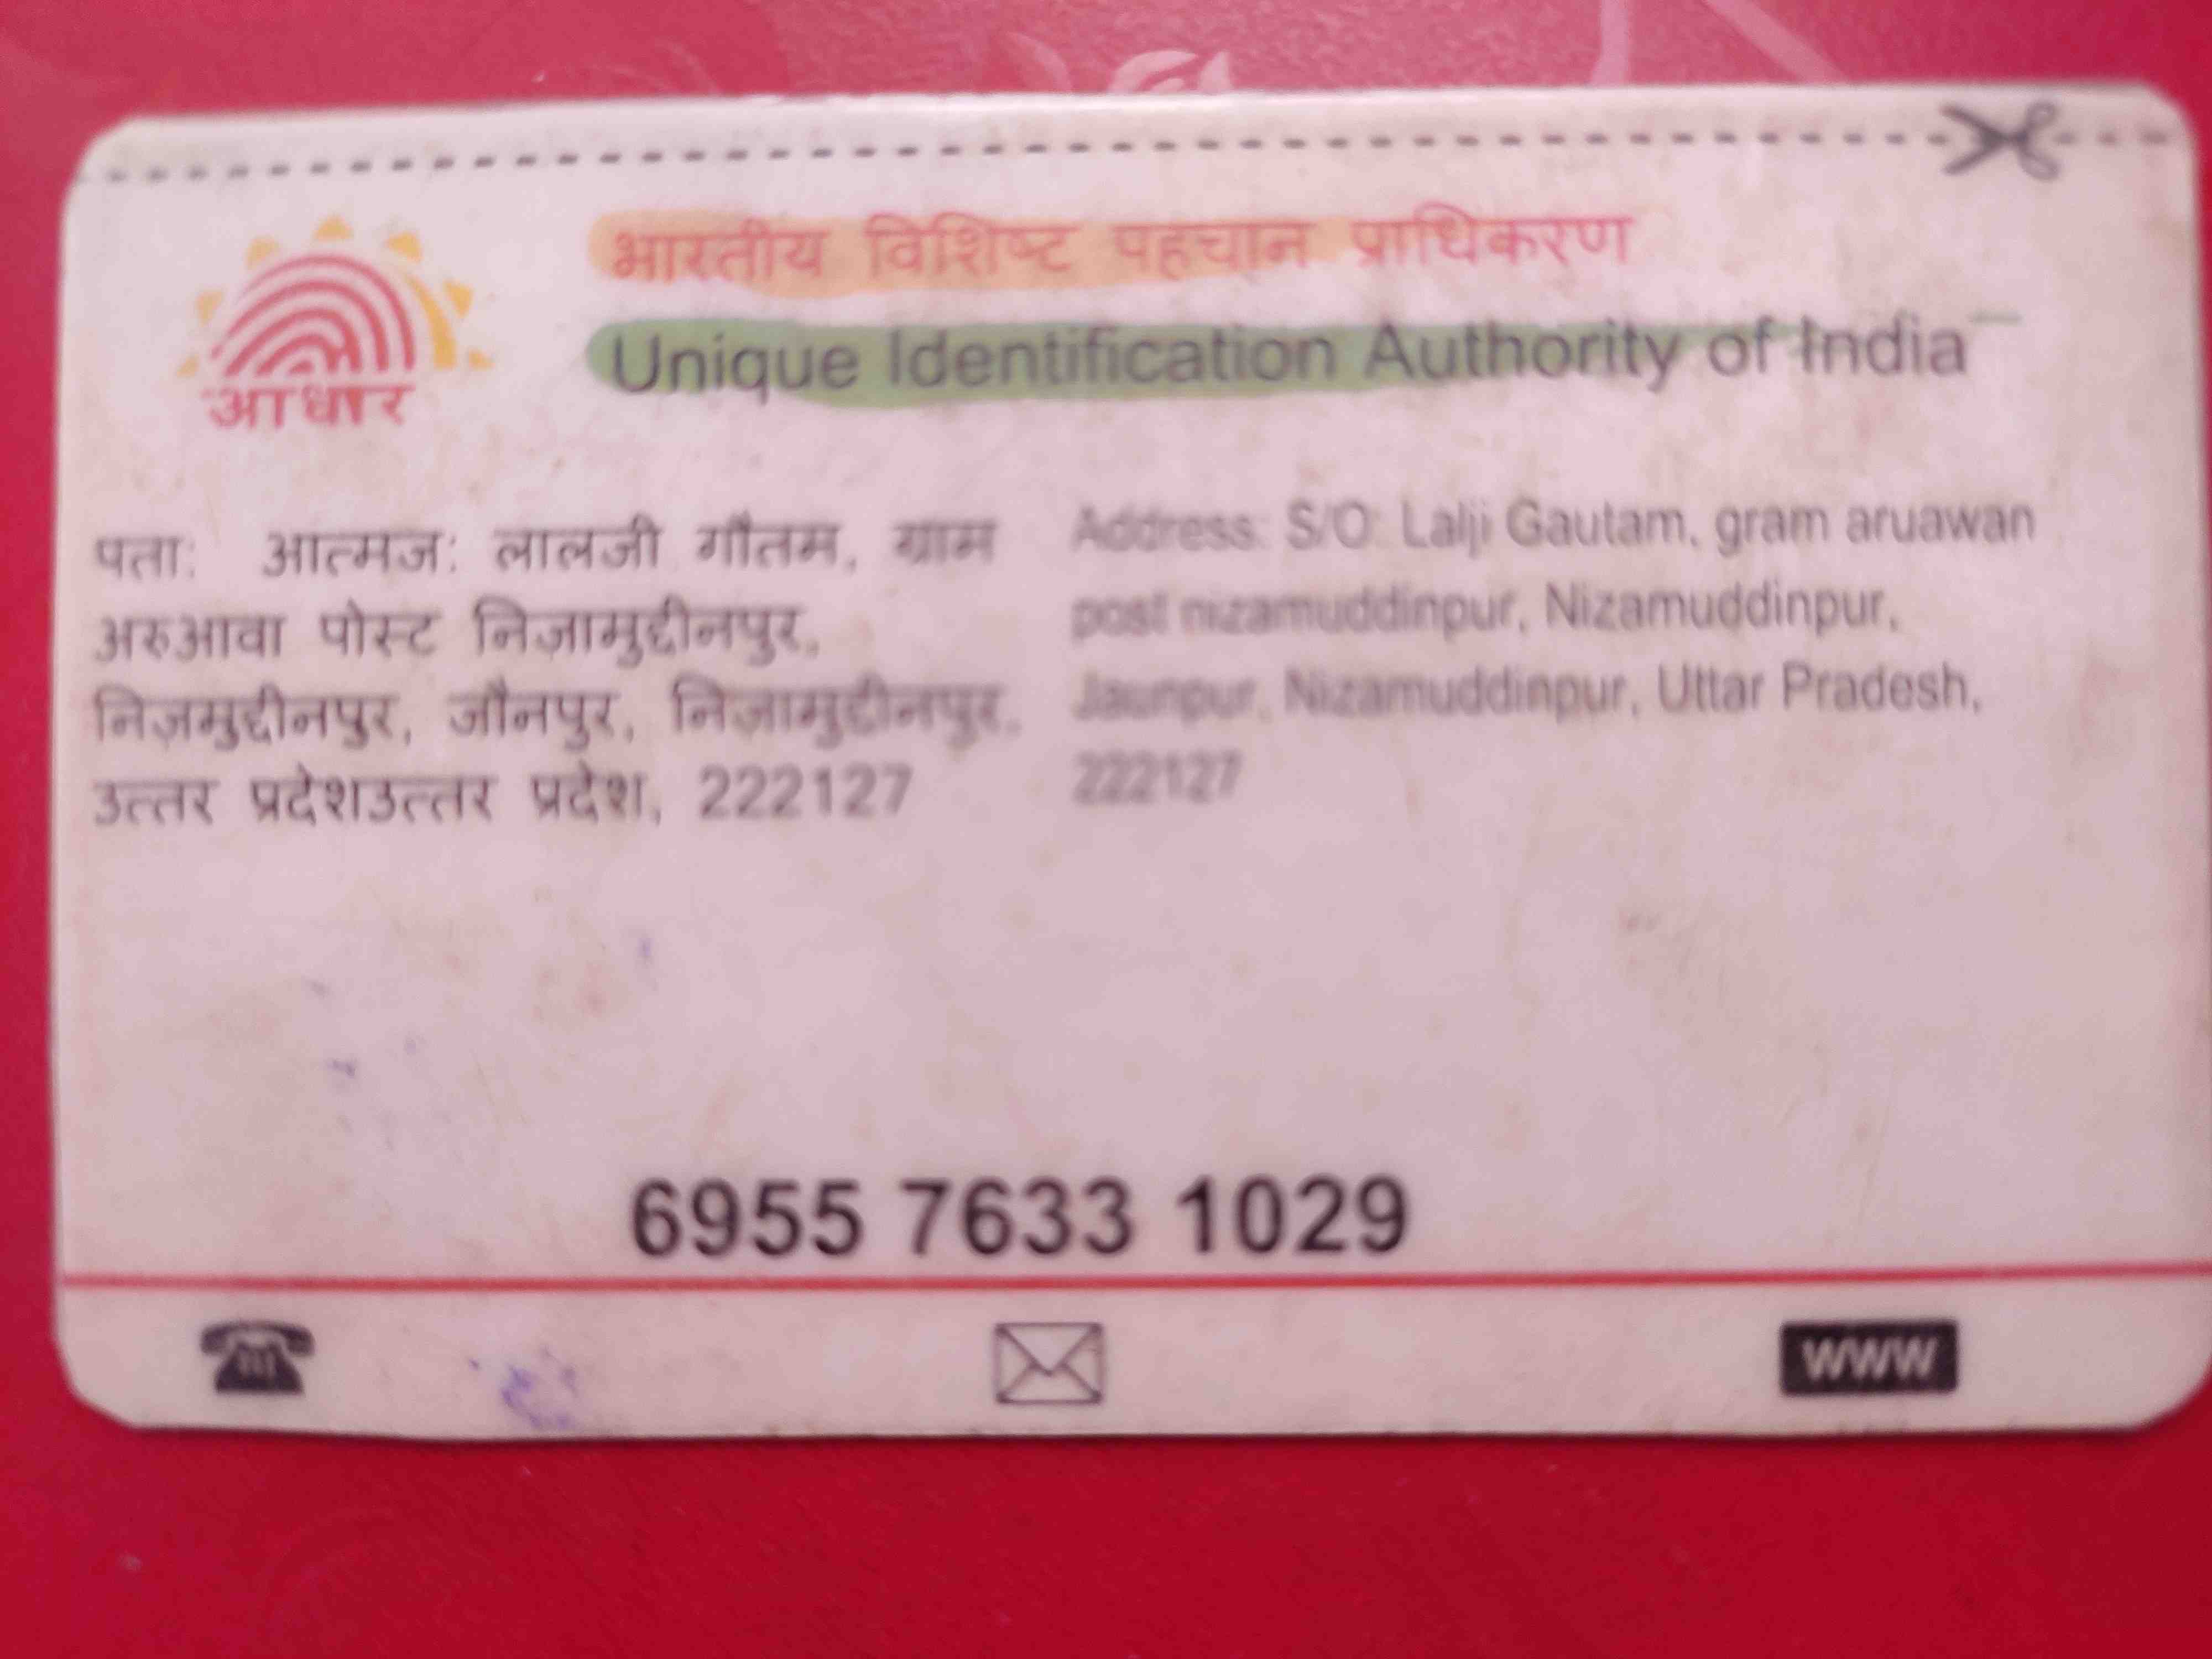 भारतीय विशिष्ट पहचान प्राधिकरण
Unique Identification Authority of India
आधार
पता: आत्मज: लालजी गौतम, ग्राम
अरुआवा पोस्ट निज़ामुद्दीनपुर,
निज़मुद्दीनपुर, जौनपुर, निज़ामुद्दीनपुर,
उत्तर प्रदेशउत्तर प्रदेश, 222127
Address: S/O: Lalji Gautam, gram aruawan
post nizamuddinpur, Nizamuddinpur,
Jaunpur, Nizamuddinpur, Uttar Pradesh,
222127
6955 7633 1029
www